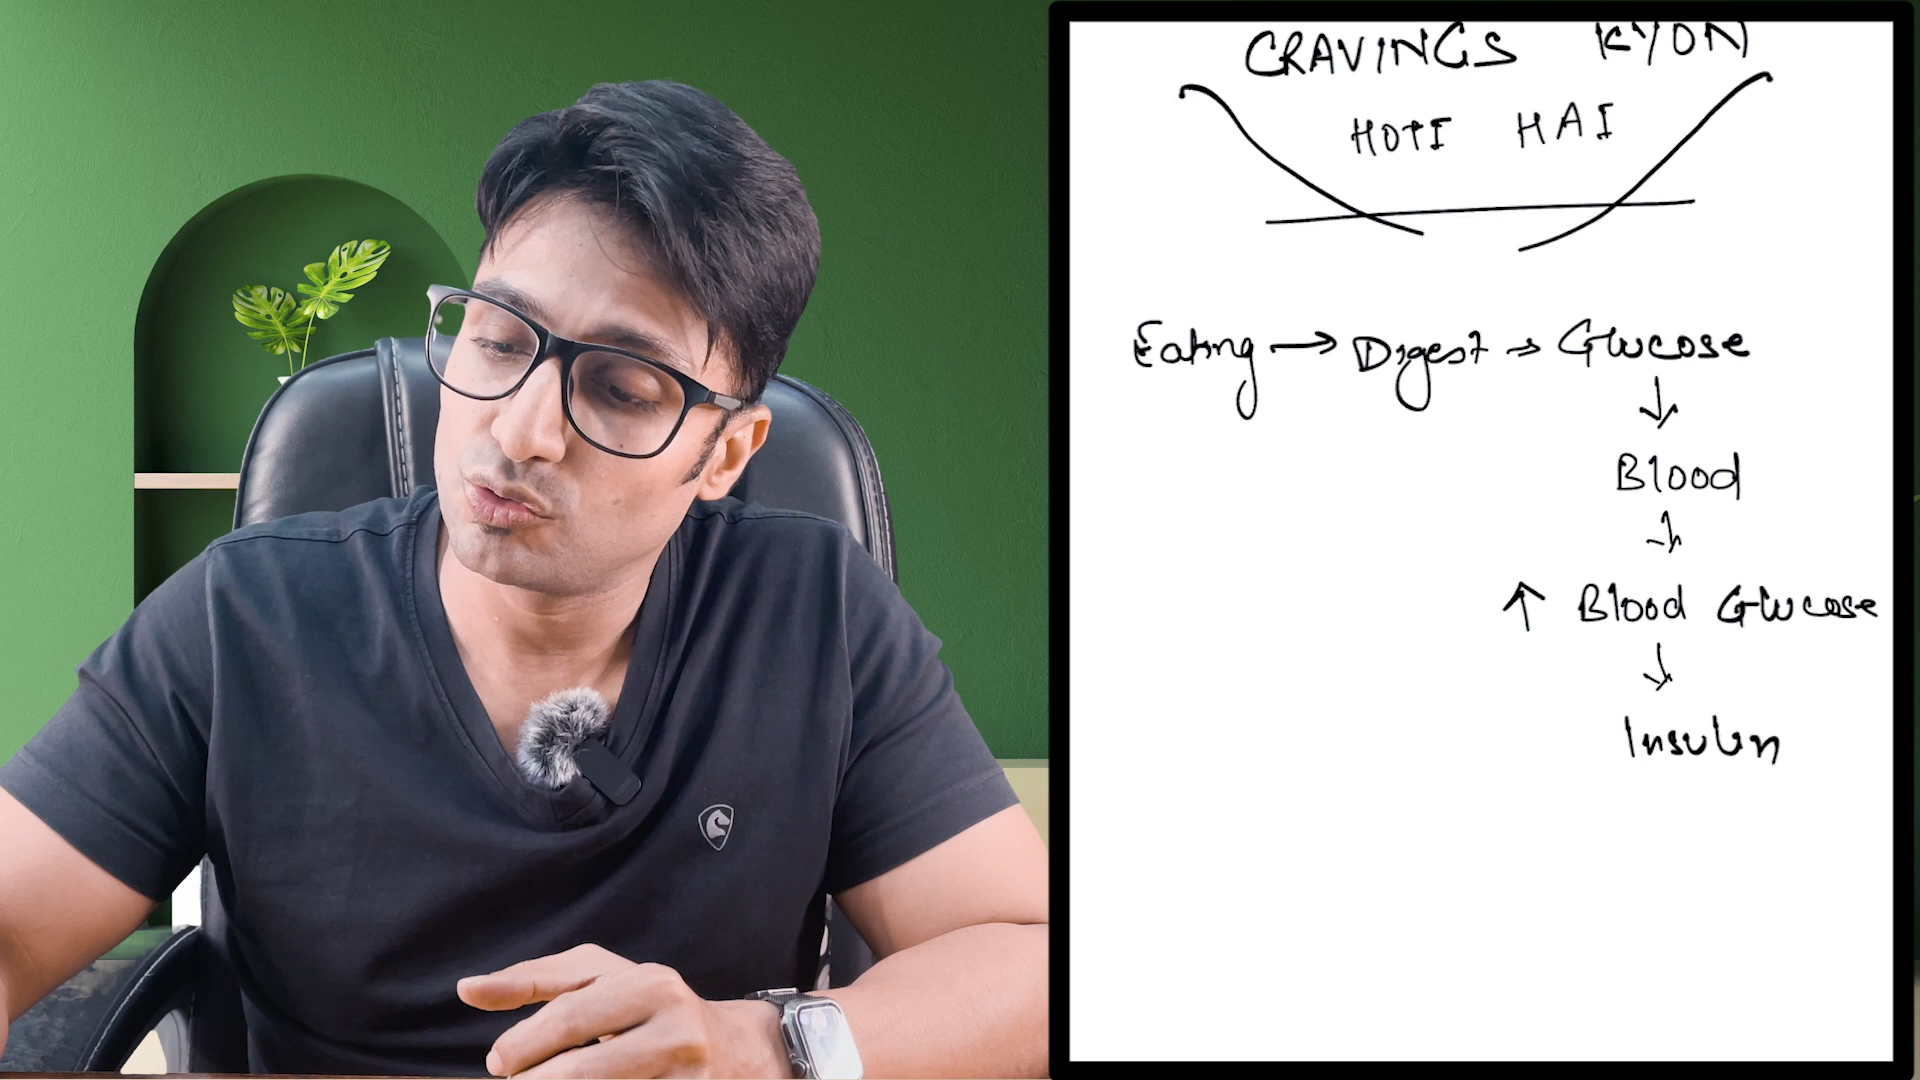 CRAVINGS KYON
HOTI HAI
Eating → Digest → Glucose
↓
Blood
↓
↑ Blood Glucose
↓
Insulin